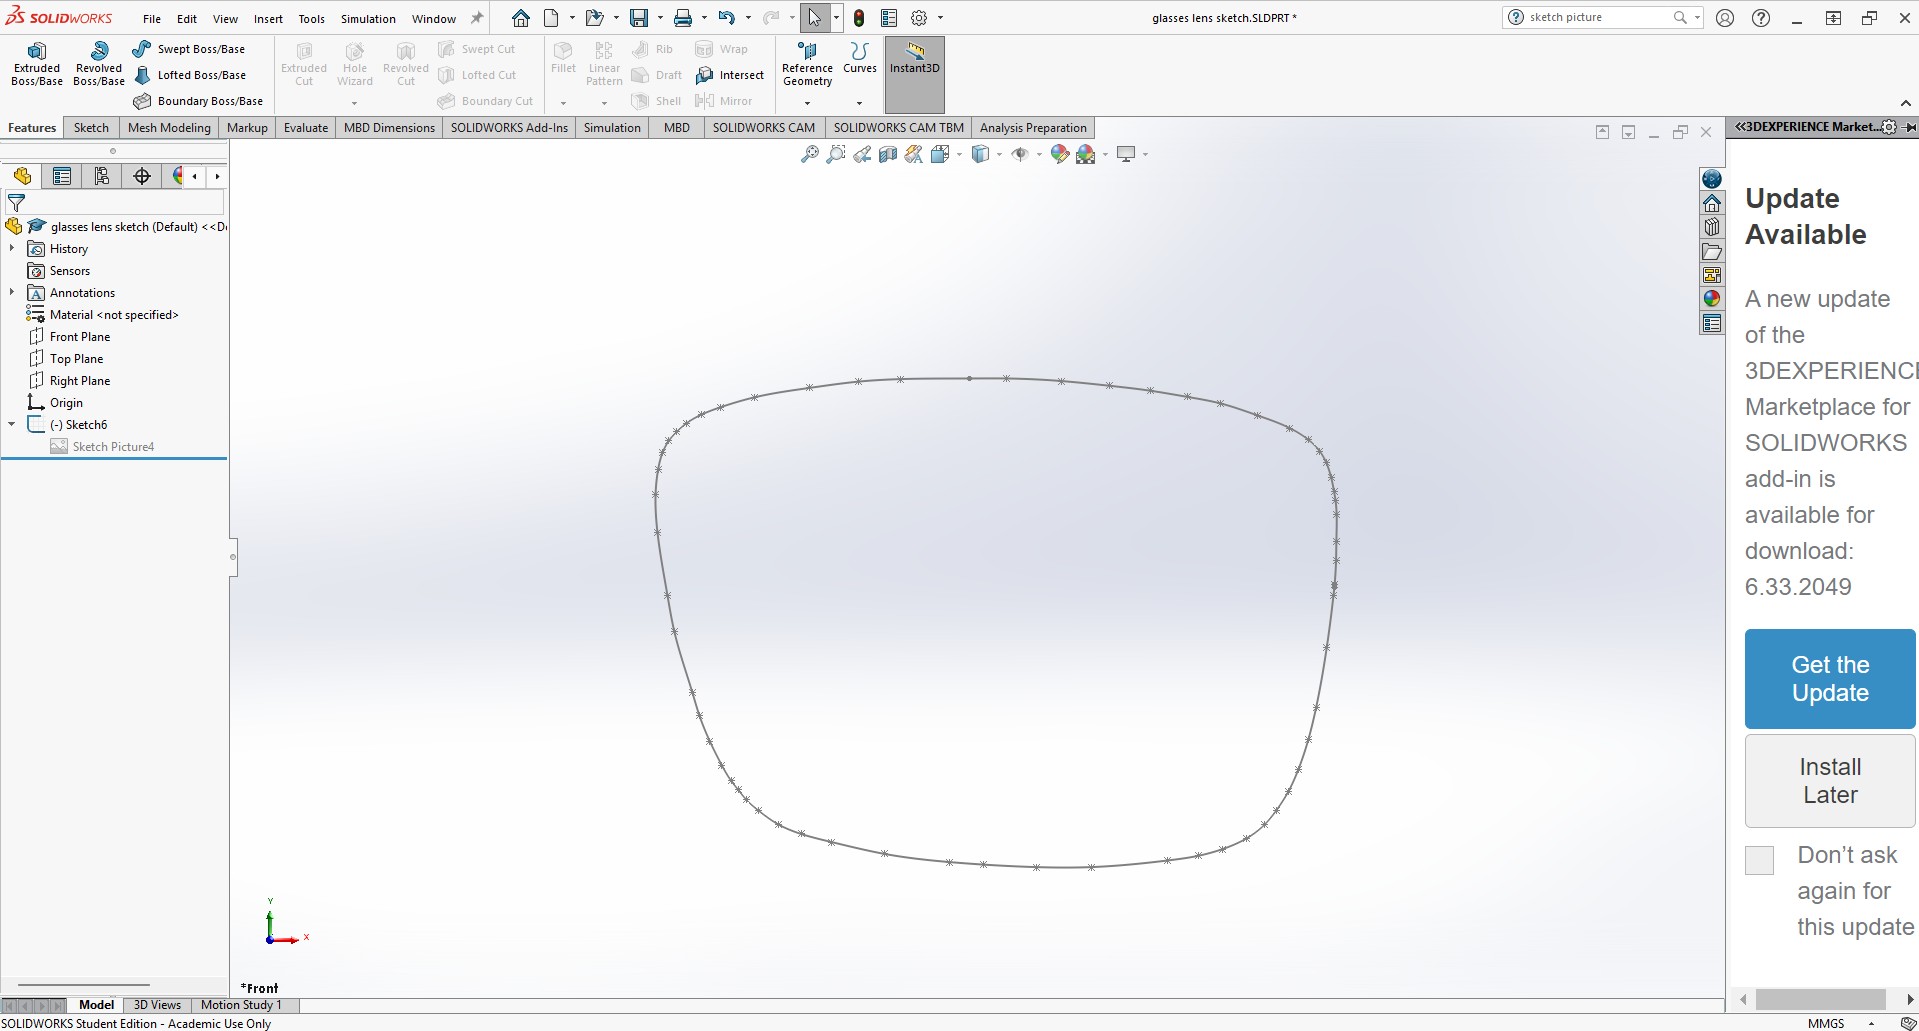 SOLIDWORKS File Edit View Insert Tools Simulation Window glasses lens sketch.SLDPRT * sketch picture
Extruded Boss/Base
Revolved Boss/Base
Swept Boss/Base
Lofted Boss/Base
Boundary Boss/Base
Extruded Cut
Hole Wizard
Revolved Cut
Swept Cut
Lofted Cut
Boundary Cut
Fillet
Linear Pattern
Rib
Draft
Shell
Wrap
Intersect
Mirror
Reference Geometry
Curves
Instant3D
Features Sketch Mesh Modeling Markup Evaluate MBD Dimensions SOLIDWORKS Add-Ins Simulation MBD SOLIDWORKS CAM SOLIDWORKS CAM TBM Analysis Preparation
glasses lens sketch (Default) <<D
History
Sensors
Annotations
Material <not specified>
Front Plane
Top Plane
Right Plane
Origin
(-) Sketch6
Sketch Picture4
Y
X
*Front
3DEXPERIENCE Market...
Update
Available
A new update
of the
3DEXPERIENCE
Marketplace for
SOLIDWORKS
add-in is
available for
download:
6.33.2049
Get the
Update
Install
Later
Don’t ask
again for
this update
Model 3D Views Motion Study 1
SOLIDWORKS Student Edition - Academic Use Only MMGS